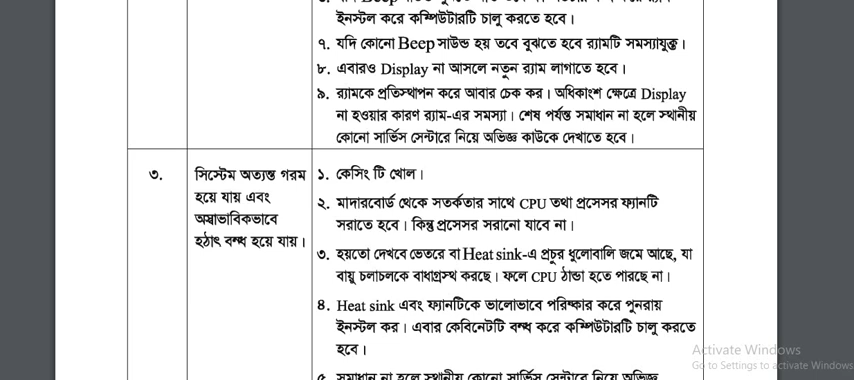 ইনস্টল করে কম্পিউটারটি চালু করতে হবে।
৭. যদি কোনো Beep সাউন্ড হয় তবে বুঝতে হবে র‍্যামটি সমস্যাযুক্ত।
৮. এবারও Display না আসলে নতুন র‍্যাম লাগাতে হবে।
৯. র‍্যামকে প্রতিস্থাপন করে আবার চেক কর। অধিকাংশ ক্ষেত্রে Display
না হওয়ার কারণ র‍্যাম-এর সমস্যা। শেষ পর্যন্ত সমাধান না হলে স্থানীয়
কোনো সার্ভিস সেন্টারে নিয়ে অভিজ্ঞ কাউকে দেখাতে হবে।
৩.
সিস্টেম অত্যন্ত গরম
হয়ে যায় এবং
অস্বাভাবিকভাবে
হঠাৎ বন্ধ হয়ে যায়।
১. কেসিং টি খোল।
২. মাদারবোর্ড থেকে সতর্কতার সাথে CPU তথা প্রসেসর ফ্যানটি
সরাতে হবে। কিন্তু প্রসেসর সরানো যাবে না।
৩. হয়তো দেখবে ভেতরে বা Heat sink-এ প্রচুর ধুলোবালি জমে আছে, যা
বায়ু চলাচলকে বাধাগ্রস্থ করছে। ফলে CPU ঠান্ডা হতে পারছে না।
৪. Heat sink এবং ফ্যানটিকে ভালোভাবে পরিষ্কার করে পুনরায়
ইনস্টল কর। এবার কেবিনেটটি বন্ধ করে কম্পিউটারটি চালু করতে
হবে।
৫. সমাধান না হলে স্থানীয় কোনো সার্ভিস সেন্টারে নিয়ে অভিজ্ঞ
Activate Windows
Go to Settings to activate Windows